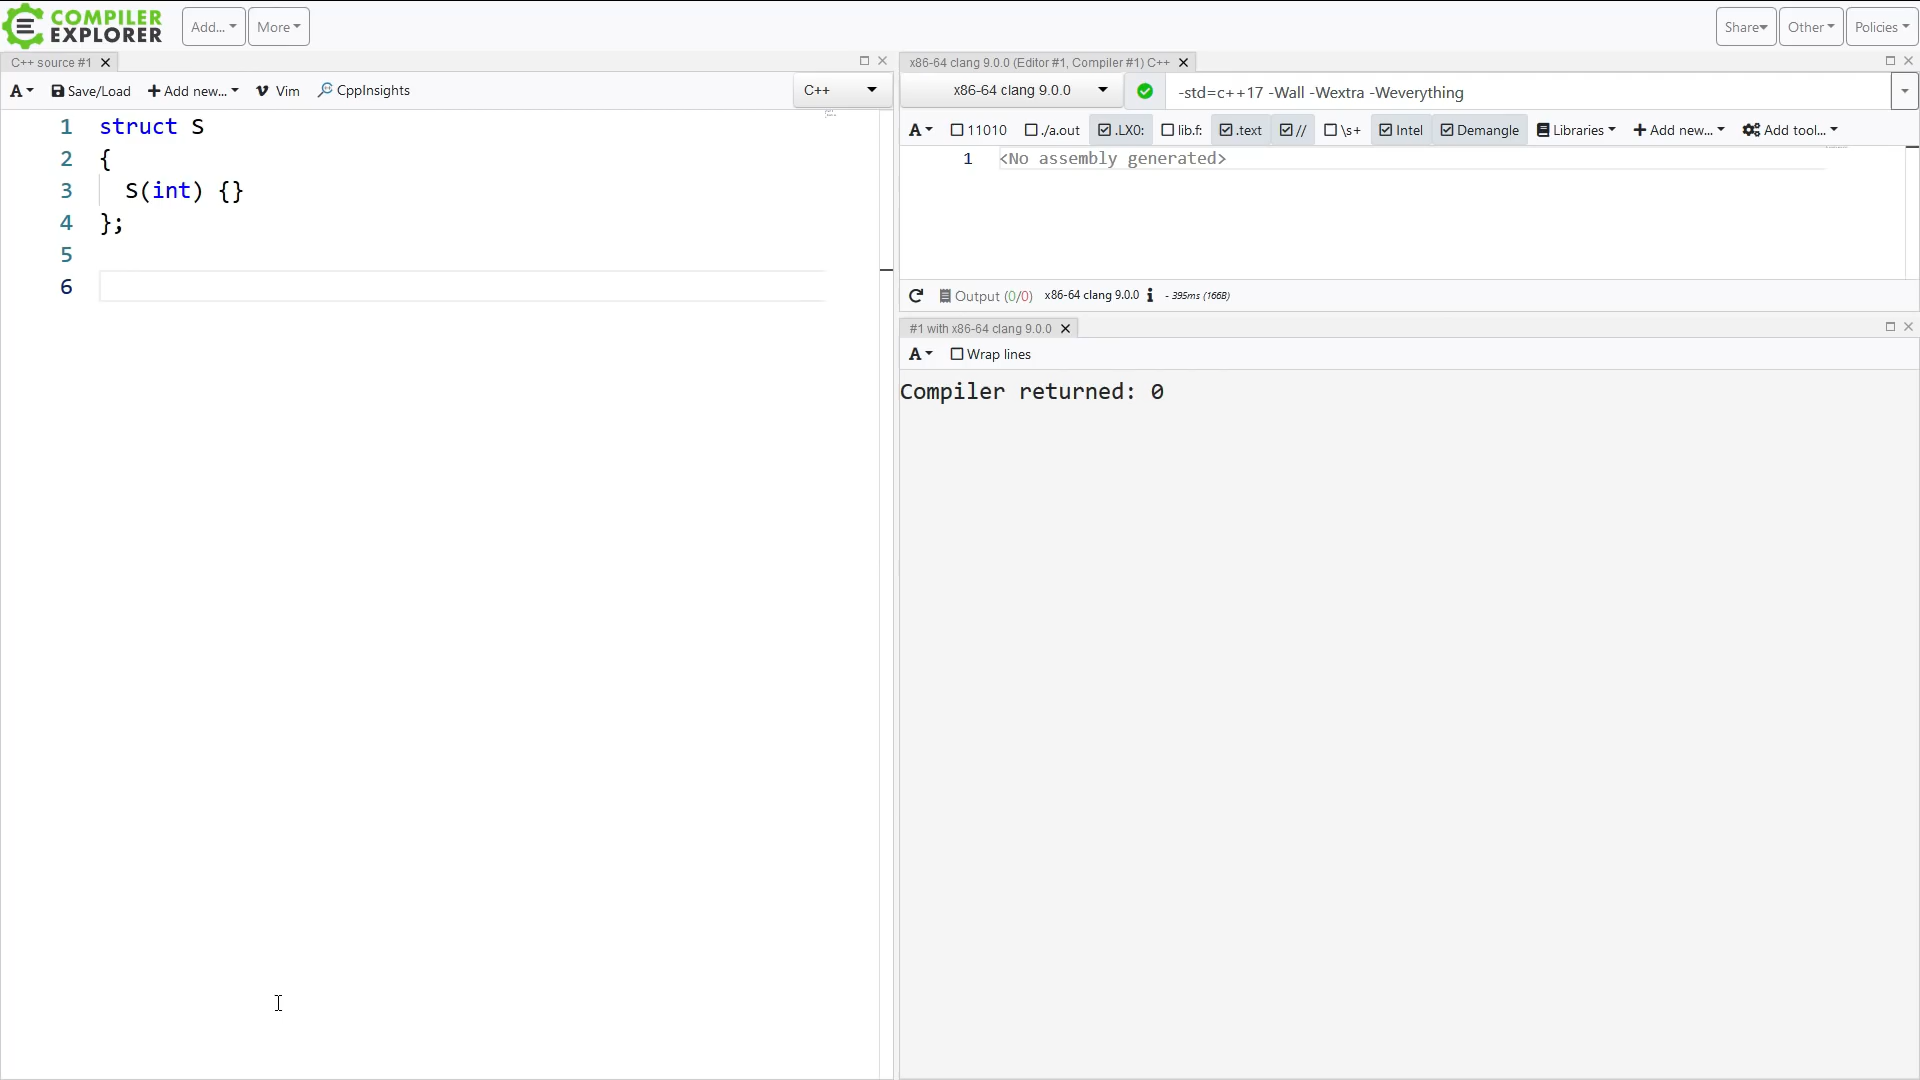 COMPILER
EXPLORER
Add...
More
Share
Other
Policies
C++ source #1
A
Save/Load
Add new...
Vim
CppInsights
C++
1 struct S
2 {
3 S(int) {}
4 };
5
6
x86-64 clang 9.0.0 (Editor #1, Compiler #1) C++
x86-64 clang 9.0.0
-std=c++17 -Wall -Wextra -Weverything
A
11010
./a.out
.LX0:
lib.f:
.text
//
\s+
Intel
Demangle
Libraries
Add new...
Add tool...
1 <No assembly generated>
Output (0/0) x86-64 clang 9.0.0 i - 395ms (166B)
#1 with x86-64 clang 9.0.0
A
Wrap lines
Compiler returned: 0